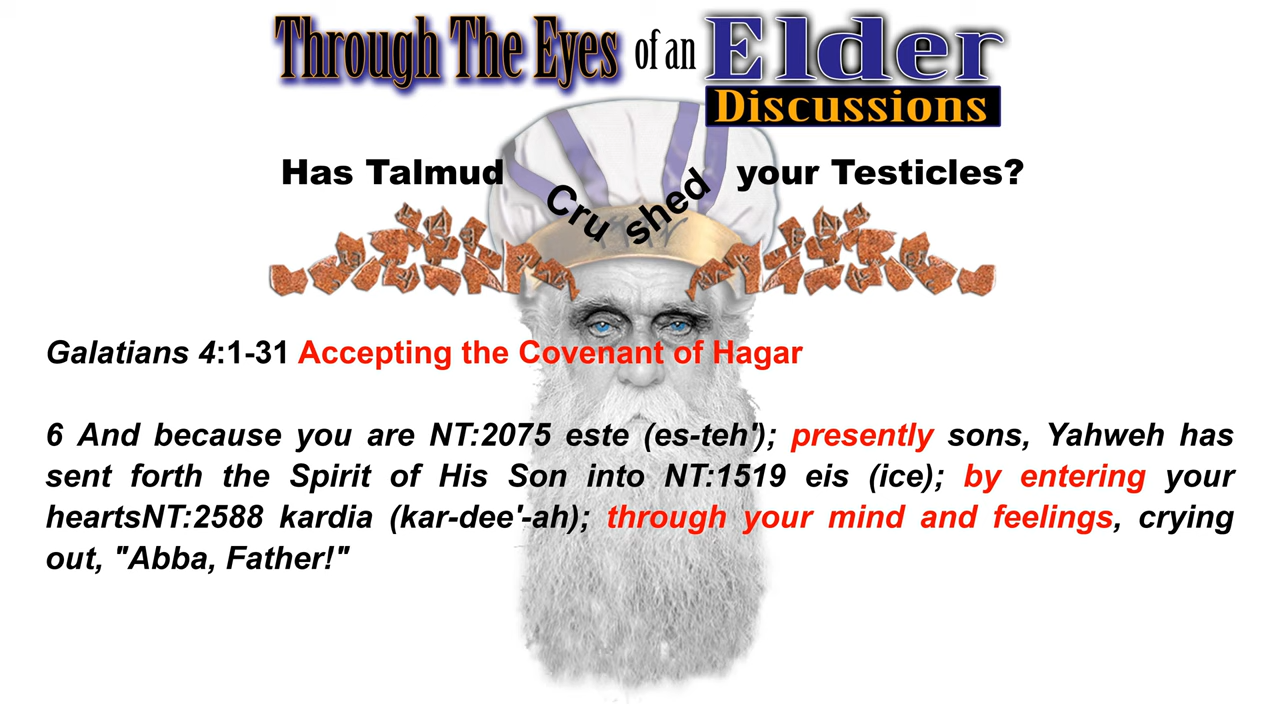 Through The Eyes of an Elder
Discussions
Has Talmud Crushed your Testicles?
Galatians 4:1-31 Accepting the Covenant of Hagar
6 And because you are NT:2075 este (es-teh'); presently sons, Yahweh has
sent forth the Spirit of His Son into NT:1519 eis (ice); by entering your
heartsNT:2588 kardia (kar-dee'-ah); through your mind and feelings, crying
out, "Abba, Father!"